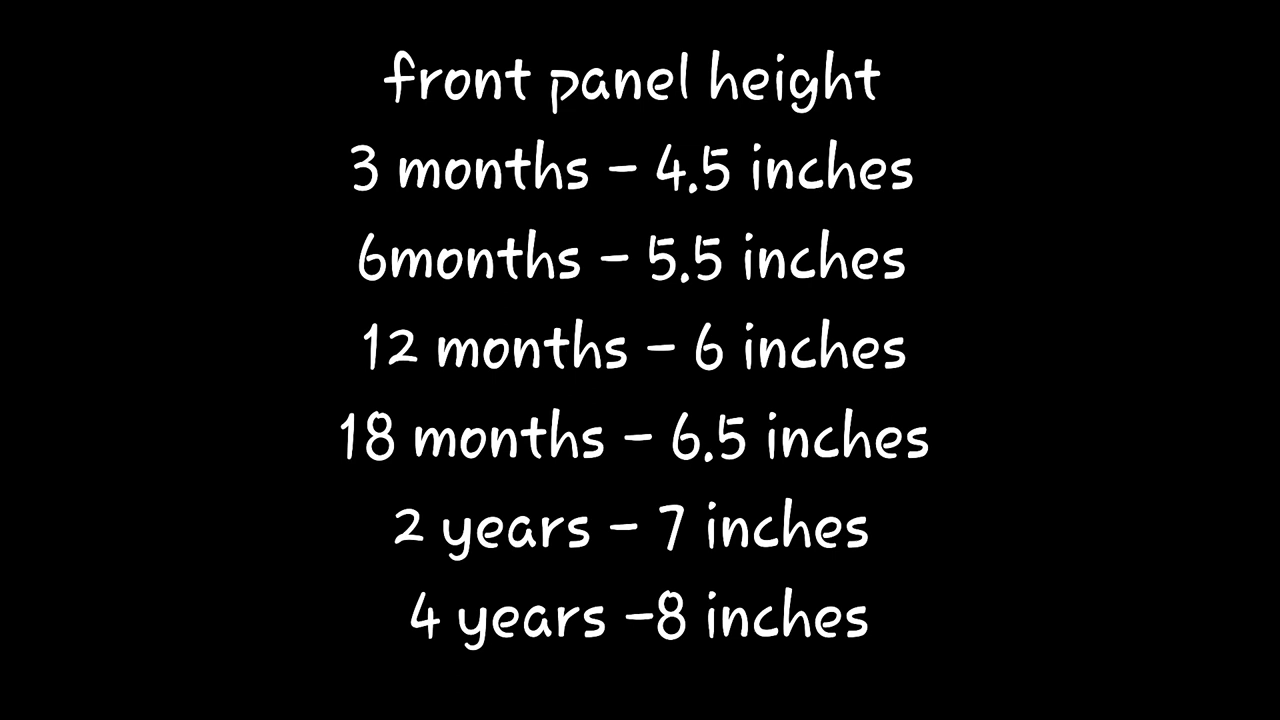 front panel height
3 months - 4.5 inches
6months - 5.5 inches
12 months - 6 inches
18 months - 6.5 inches
2 years - 7 inches
4 years -8 inches